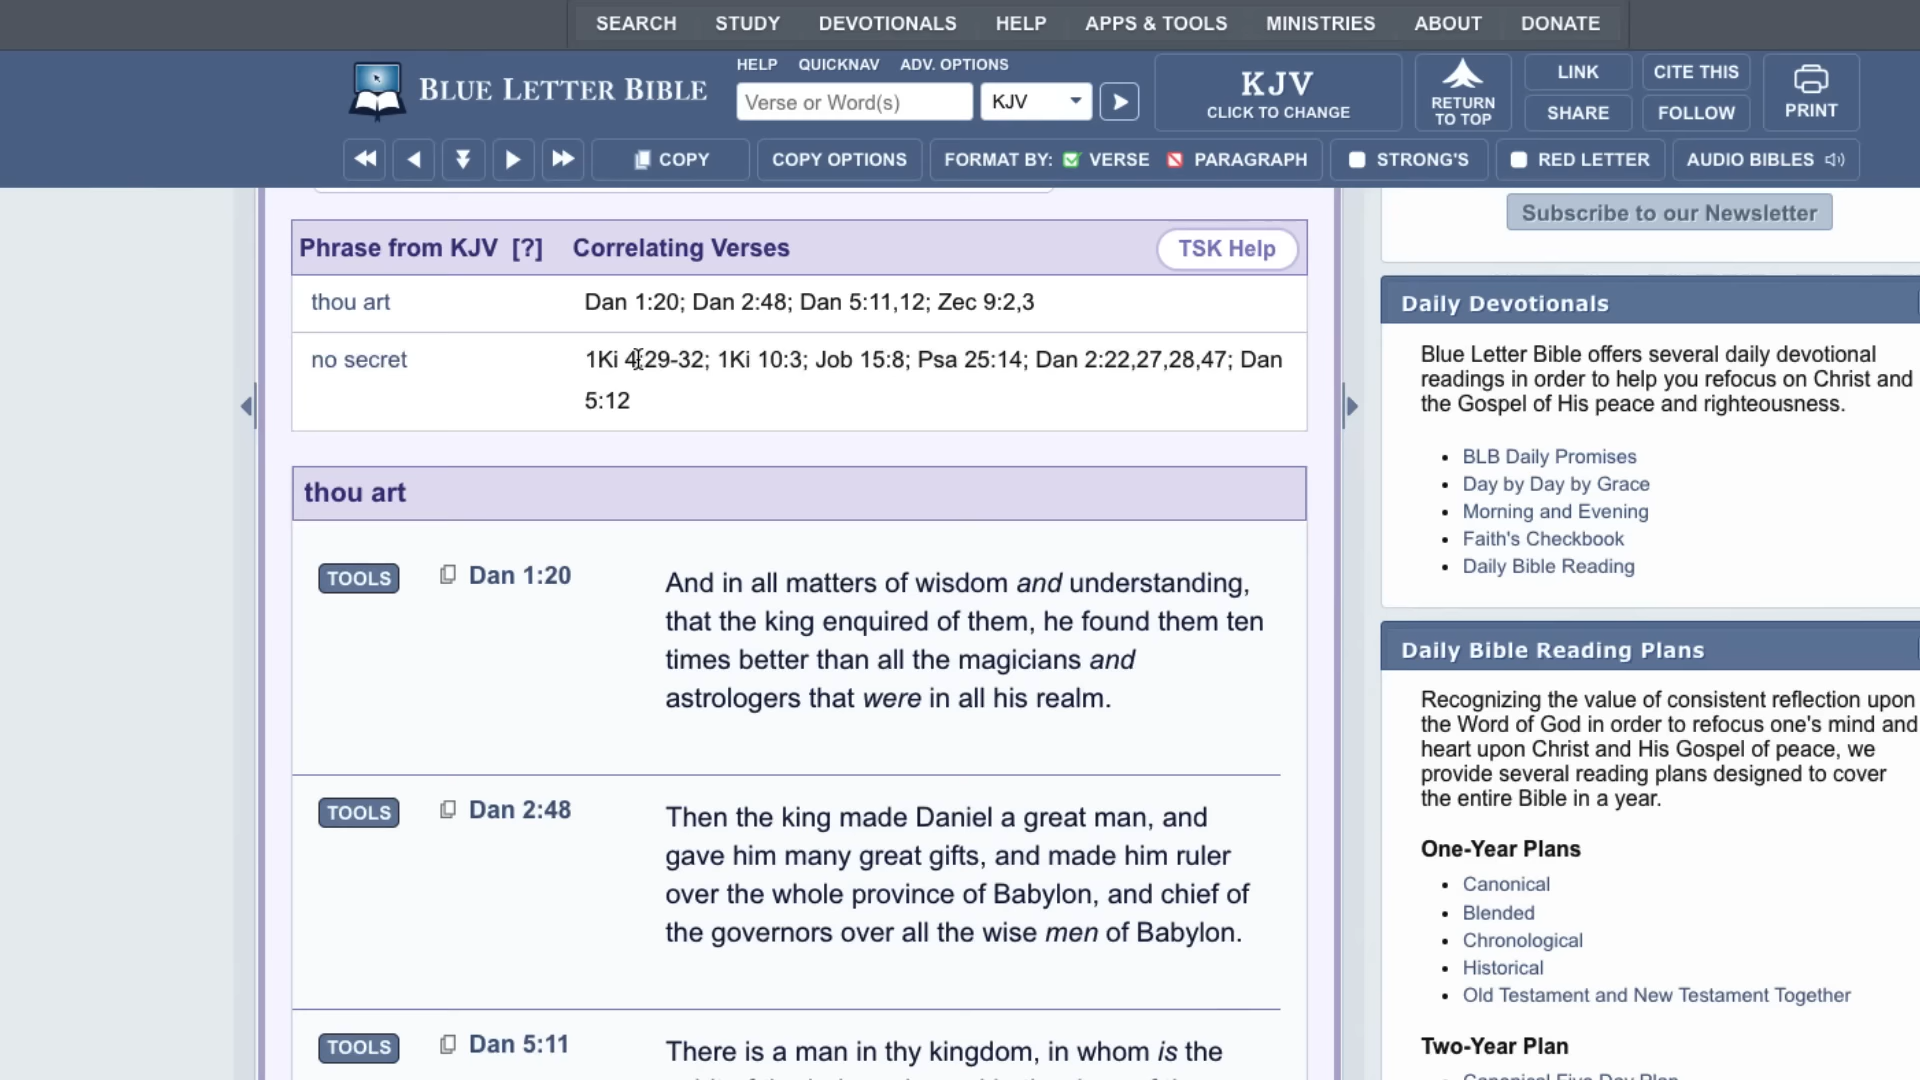 SEARCH STUDY DEVOTIONALS HELP APPS & TOOLS MINISTRIES ABOUT DONATE
BLUE LETTER BIBLE
HELP QUICKNAV ADV. OPTIONS
Verse or Word(s)
KJV
KJV
CLICK TO CHANGE
RETURN
TO TOP
LINK
CITE THIS
SHARE
FOLLOW
PRINT
COPY
COPY OPTIONS
FORMAT BY: VERSE PARAGRAPH
STRONG'S
RED LETTER
AUDIO BIBLES
Phrase from KJV [?] Correlating Verses
TSK Help
thou art Dan 1:20; Dan 2:48; Dan 5:11,12; Zec 9:2,3
no secret 1Ki 4:29-32; 1Ki 10:3; Job 15:8; Psa 25:14; Dan 2:22,27,28,47; Dan
5:12
thou art
TOOLS Dan 1:20
And in all matters of wisdom and understanding,
that the king enquired of them, he found them ten
times better than all the magicians and
astrologers that were in all his realm.
TOOLS Dan 2:48
Then the king made Daniel a great man, and
gave him many great gifts, and made him ruler
over the whole province of Babylon, and chief of
the governors over all the wise men of Babylon.
TOOLS Dan 5:11
There is a man in thy kingdom, in whom is the
Subscribe to our Newsletter
Daily Devotionals
Blue Letter Bible offers several daily devotional
readings in order to help you refocus on Christ and
the Gospel of His peace and righteousness.
BLB Daily Promises
Day by Day by Grace
Morning and Evening
Faith's Checkbook
Daily Bible Reading
Daily Bible Reading Plans
Recognizing the value of consistent reflection upon
the Word of God in order to refocus one's mind and
heart upon Christ and His Gospel of peace, we
provide several reading plans designed to cover
the entire Bible in a year.
One-Year Plans
Canonical
Blended
Chronological
Historical
Old Testament and New Testament Together
Two-Year Plan
Canonical Five Day Plan